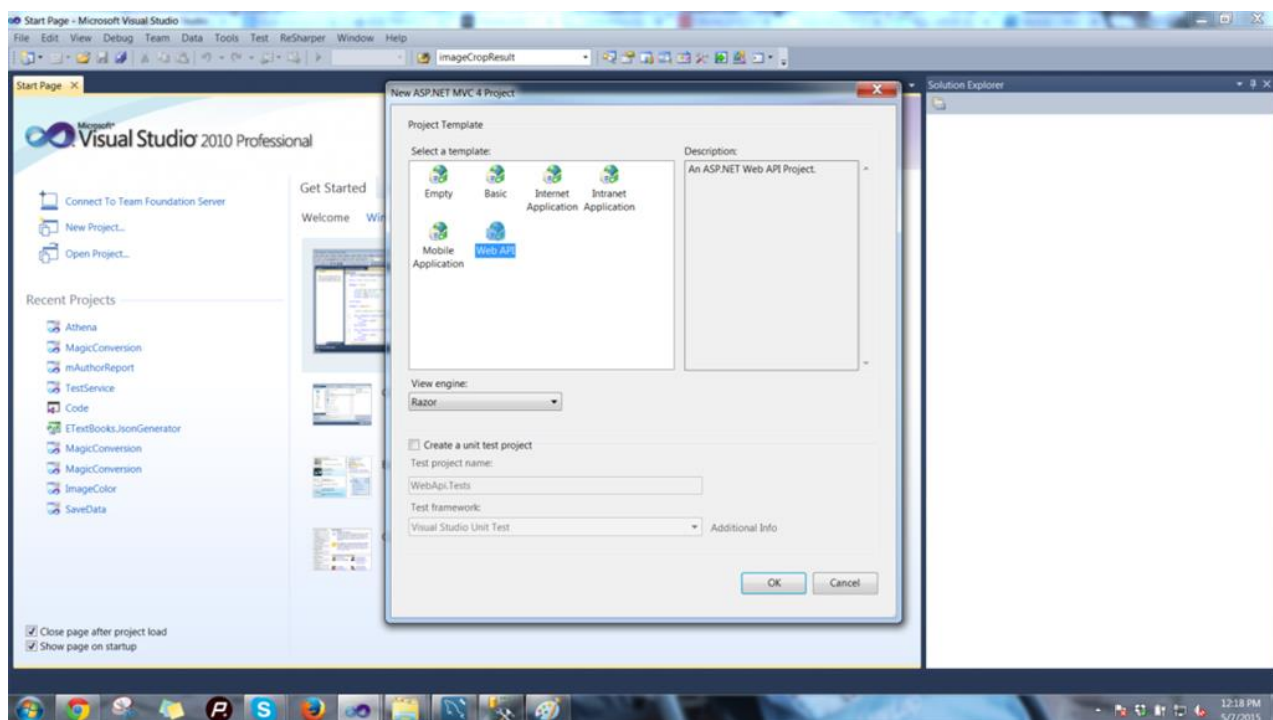 Start Page - Microsoft Visual Studio
File Edit View Debug Team Data Tools Test ReSharper Window Help
imageCropResult
Start Page
Solution Explorer
Microsoft
Visual Studio 2010 Professional
Connect To Team Foundation Server
New Project...
Open Project...
Recent Projects
Athena
MagicConversion
mAuthorReport
TestService
Code
ETextBooks.JsonGenerator
MagicConversion
MagicConversion
ImageColor
SaveData
Close page after project load
Show page on startup
Get Started
Welcome
New ASP.NET MVC 4 Project
Project Template
Select a template:
Empty
Basic
Internet Application
Intranet Application
Mobile Application
Web API
Description:
An ASP.NET Web API Project.
View engine:
Razor
Create a unit test project
Test project name:
WebApi.Tests
Test framework:
Visual Studio Unit Test
Additional Info
OK
Cancel
12:18 PM
5/7/2015